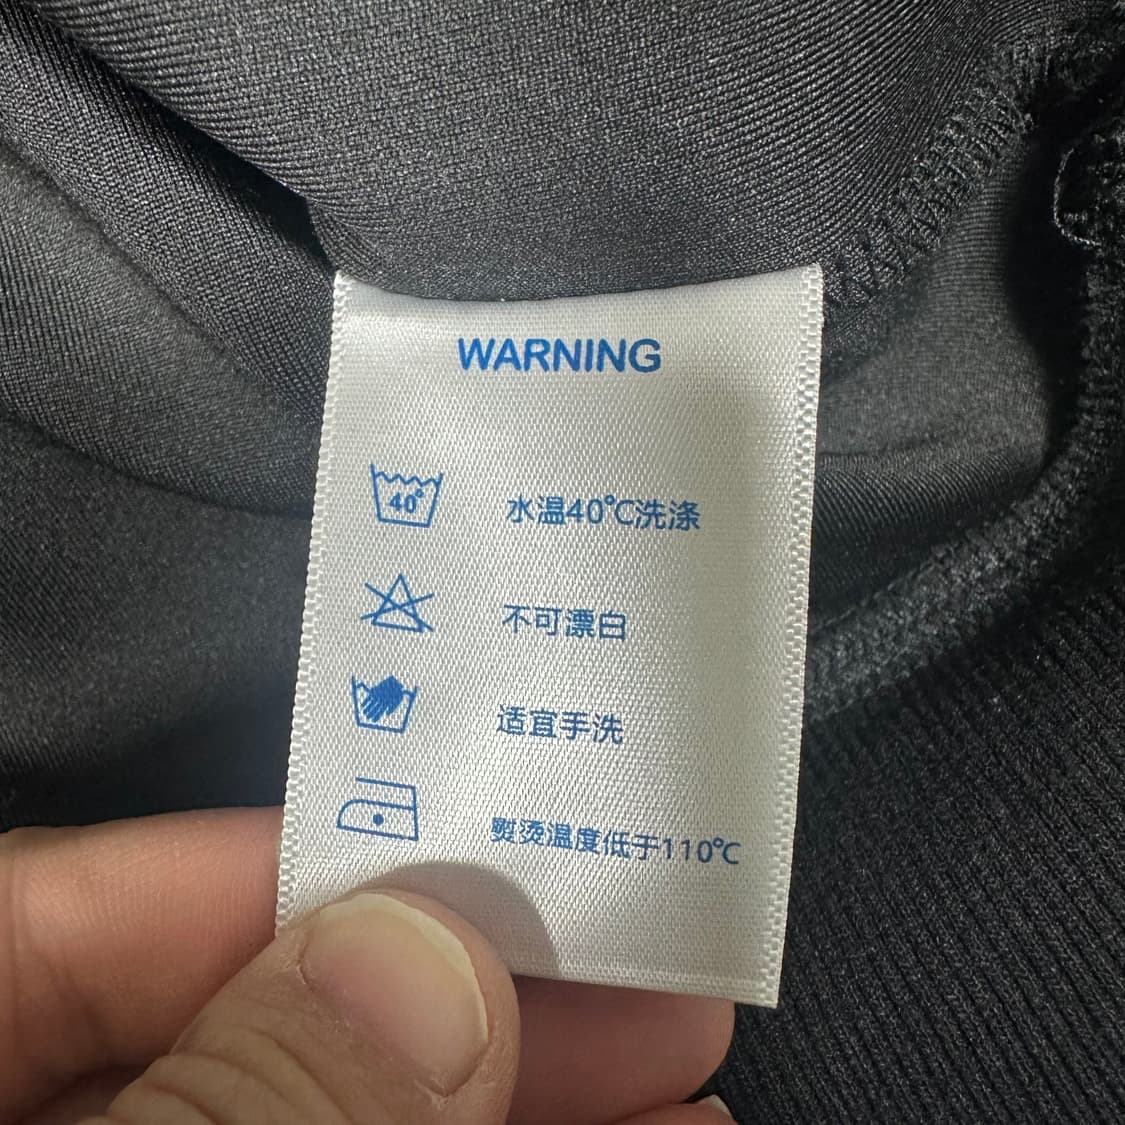 WARNING
40°
水温40℃洗涤
不可漂白
适宜手洗
熨烫温度低于110℃